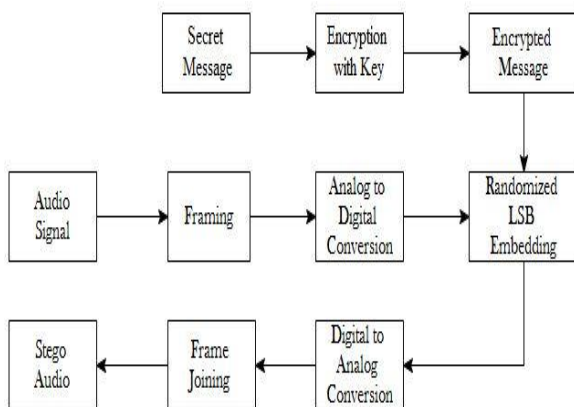 Secret
Message
Encryption
with Key
Encrypted
Message
Audio
Signal
Framing
Analog to
Digital
Conversion
Randomized
LSB
Embedding
Stego
Audio
Frame
Joining
Digital to
Analog
Conversion